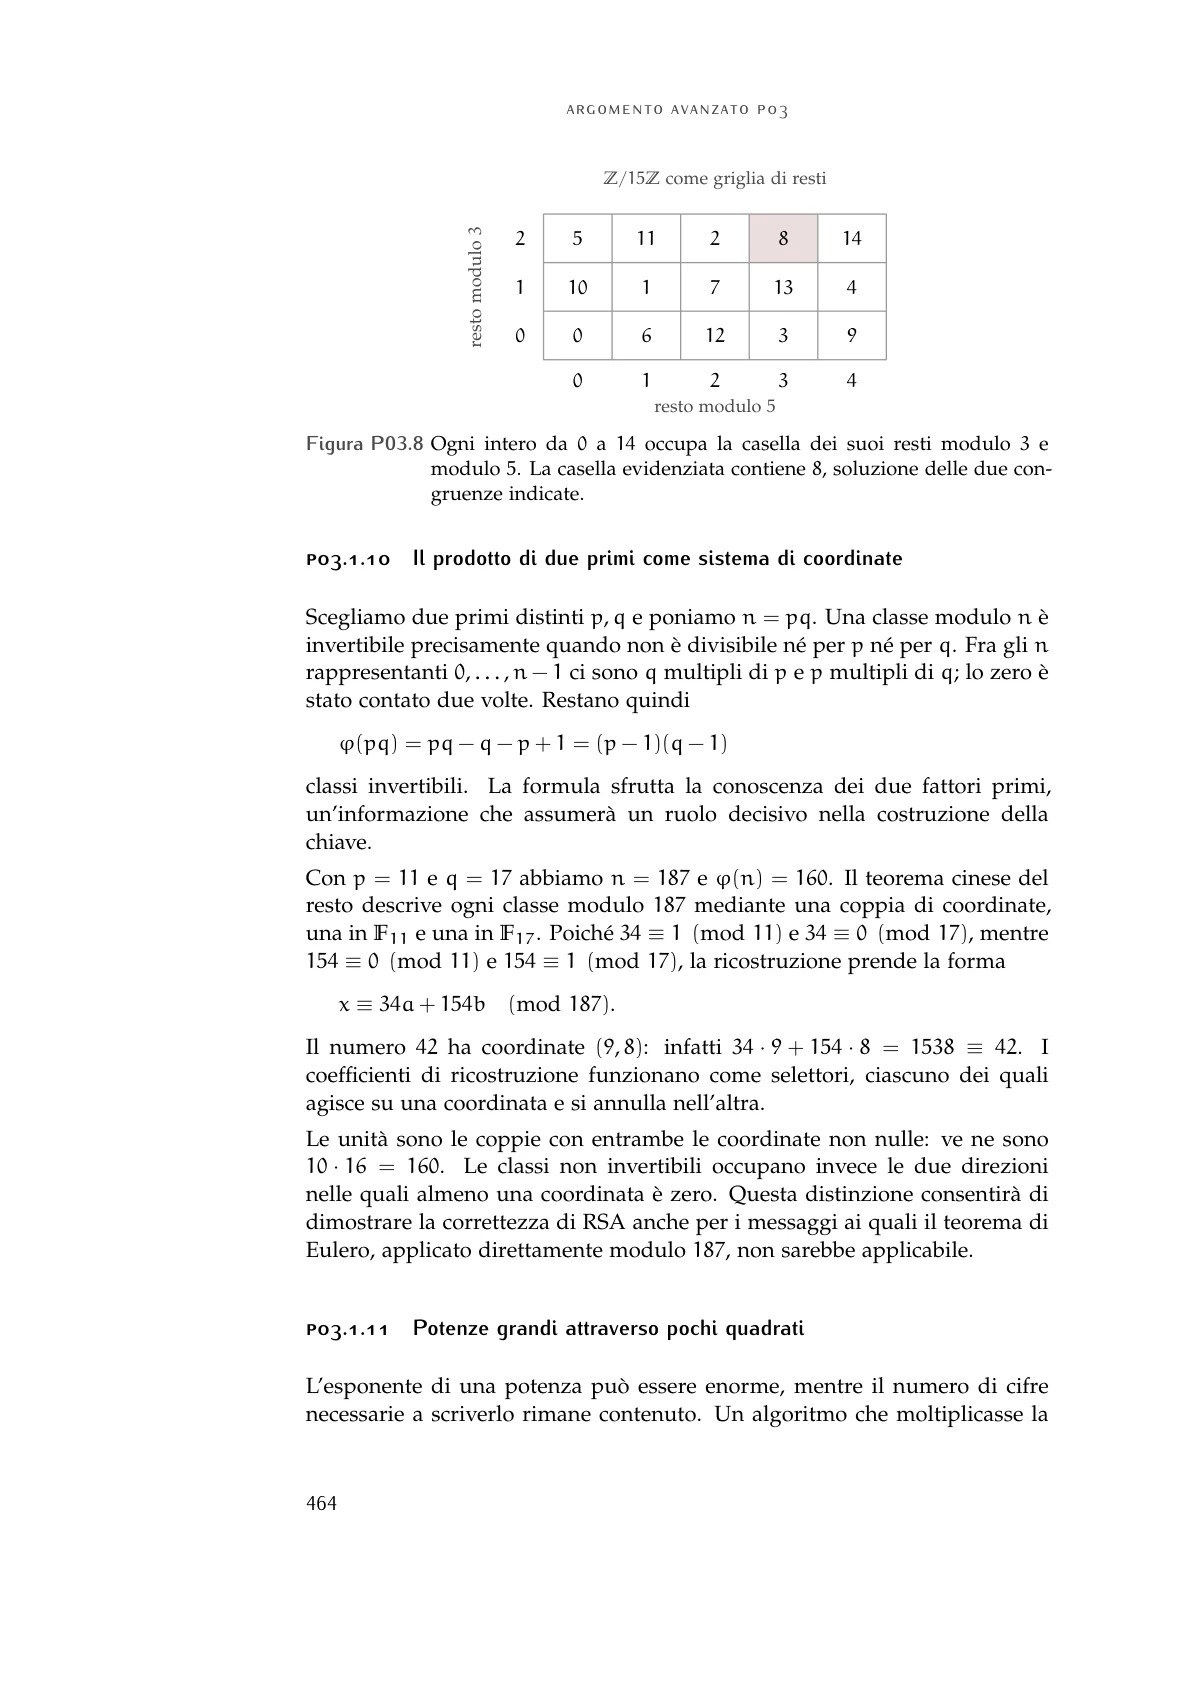 ARGOMENTO AVANZATO P03
ℤ/15ℤ come griglia di resti
resto modulo 3
2 5 11 2 8 14
1 10 1 7 13 4
0 0 6 12 3 9
0 1 2 3 4
resto modulo 5
Figura P03.8 Ogni intero da 0 a 14 occupa la casella dei suoi resti modulo 3 e
modulo 5. La casella evidenziata contiene 8, soluzione delle due con-
gruenze indicate.
P03.1.10 Il prodotto di due primi come sistema di coordinate
Scegliamo due primi distinti p, q e poniamo n = pq. Una classe modulo n è
invertibile precisamente quando non è divisibile né per p né per q. Fra gli n
rappresentanti 0, . . . , n − 1 ci sono q multipli di p e p multipli di q; lo zero è
stato contato due volte. Restano quindi
φ(pq) = pq − q − p + 1 = (p − 1)(q − 1)
classi invertibili. La formula sfrutta la conoscenza dei due fattori primi,
un'informazione che assumerà un ruolo decisivo nella costruzione della
chiave.
Con p = 11 e q = 17 abbiamo n = 187 e φ(n) = 160. Il teorema cinese del
resto descrive ogni classe modulo 187 mediante una coppia di coordinate,
una in 𝔽₁₁ e una in 𝔽₁₇. Poiché 34 ≡ 1 (mod 11) e 34 ≡ 0 (mod 17), mentre
154 ≡ 0 (mod 11) e 154 ≡ 1 (mod 17), la ricostruzione prende la forma
x ≡ 34a + 154b (mod 187).
Il numero 42 ha coordinate (9, 8): infatti 34 · 9 + 154 · 8 = 1538 ≡ 42. I
coefficienti di ricostruzione funzionano come selettori, ciascuno dei quali
agisce su una coordinata e si annulla nell'altra.
Le unità sono le coppie con entrambe le coordinate non nulle: ve ne sono
10 · 16 = 160. Le classi non invertibili occupano invece le due direzioni
nelle quali almeno una coordinata è zero. Questa distinzione consentirà di
dimostrare la correttezza di RSA anche per i messaggi ai quali il teorema di
Eulero, applicato direttamente modulo 187, non sarebbe applicabile.
P03.1.11 Potenze grandi attraverso pochi quadrati
L'esponente di una potenza può essere enorme, mentre il numero di cifre
necessarie a scriverlo rimane contenuto. Un algoritmo che moltiplicasse la
464